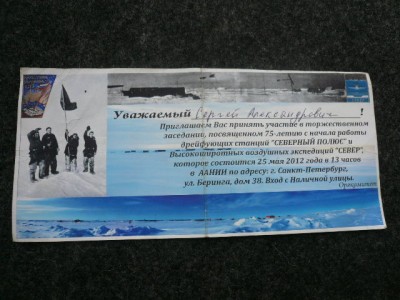 Уважаемый Сергей Александрович !
Приглашаем Вас принять участие в торжественном
заседании, посвященном 75-летию с начала работы
дрейфующих станций "СЕВЕРНЫЙ ПОЛЮС" и
Высокоширотных воздушных экспедиций "СЕВЕР",
которое состоится 25 мая 2012 года в 13 часов
в ААНИИ по адресу: г. Санкт-Петербург,
ул. Беринга, дом 38. Вход с Наличной улицы.
Оргкомитет